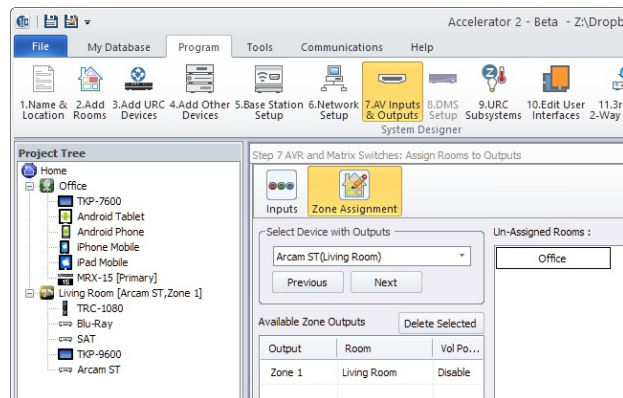 Accelerator 2 - Beta - Z:\Dropb
File My Database Program Tools Communications Help
1.Name & Location
2.Add Rooms
3.Add URC Devices
4.Add Other Devices
5.Base Station Setup
6.Network Setup
7.AV Inputs & Outputs
8.DMS Setup
9.URC Subsystems
10.Edit User Interfaces
11.3r
2-Way
System Designer
Project Tree
Home
Office
TKP-7600
Android Tablet
Android Phone
iPhone Mobile
iPad Mobile
MRX-15 [Primary]
Living Room [Arcam ST,Zone 1]
TRC-1080
Blu-Ray
SAT
TKP-9600
Arcam ST
Step 7 AVR and Matrix Switches: Assign Rooms to Outputs
Inputs Zone Assignment
Select Device with Outputs
Arcam ST(Living Room)
Previous Next
Available Zone Outputs Delete Selected
Output Room Vol Po...
Zone 1 Living Room Disable
Un-Assigned Rooms :
Office